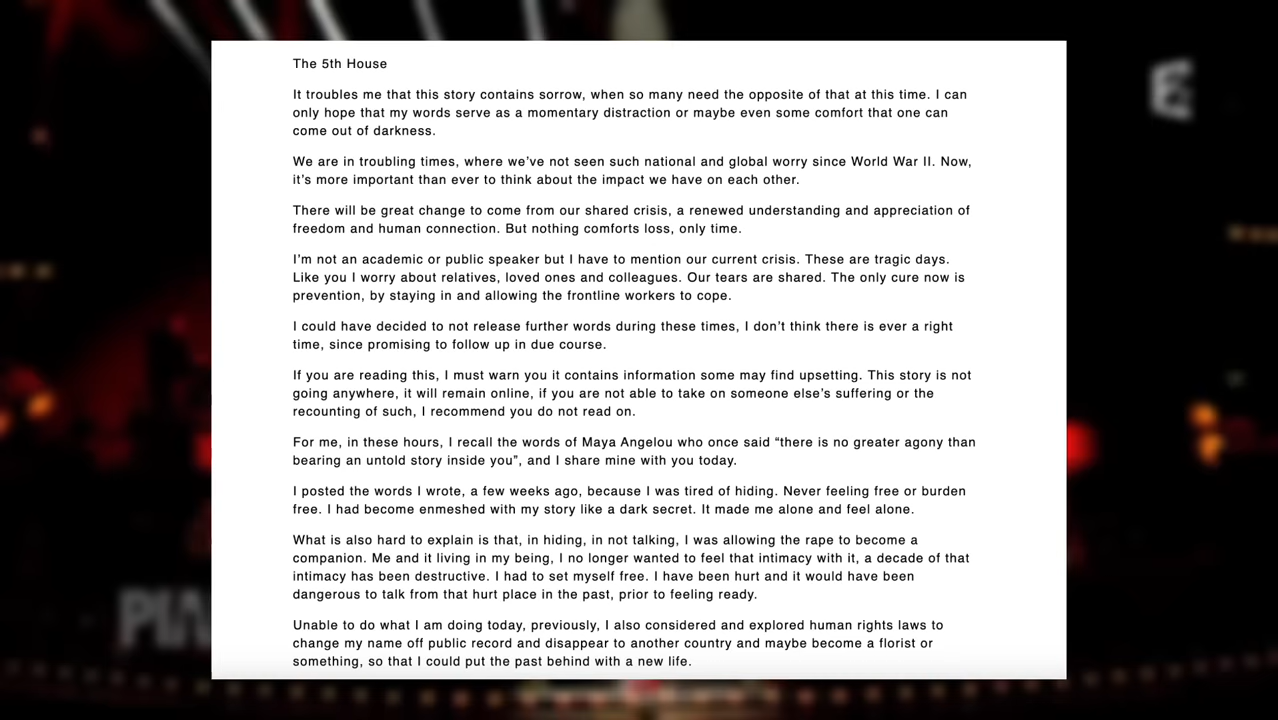 The 5th House
It troubles me that this story contains sorrow, when so many need the opposite of that at this time. I can
only hope that my words serve as a momentary distraction or maybe even some comfort that one can
come out of darkness.
We are in troubling times, where we’ve not seen such national and global worry since World War II. Now,
it’s more important than ever to think about the impact we have on each other.
There will be great change to come from our shared crisis, a renewed understanding and appreciation of
freedom and human connection. But nothing comforts loss, only time.
I’m not an academic or public speaker but I have to mention our current crisis. These are tragic days.
Like you I worry about relatives, loved ones and colleagues. Our tears are shared. The only cure now is
prevention, by staying in and allowing the frontline workers to cope.
I could have decided to not release further words during these times, I don’t think there is ever a right
time, since promising to follow up in due course.
If you are reading this, I must warn you it contains information some may find upsetting. This story is not
going anywhere, it will remain online, if you are not able to take on someone else’s suffering or the
recounting of such, I recommend you do not read on.
For me, in these hours, I recall the words of Maya Angelou who once said “there is no greater agony than
bearing an untold story inside you”, and I share mine with you today.
I posted the words I wrote, a few weeks ago, because I was tired of hiding. Never feeling free or burden
free. I had become enmeshed with my story like a dark secret. It made me alone and feel alone.
What is also hard to explain is that, in hiding, in not talking, I was allowing the rape to become a
companion. Me and it living in my being, I no longer wanted to feel that intimacy with it, a decade of that
intimacy has been destructive. I had to set myself free. I have been hurt and it would have been
dangerous to talk from that hurt place in the past, prior to feeling ready.
Unable to do what I am doing today, previously, I also considered and explored human rights laws to
change my name off public record and disappear to another country and maybe become a florist or
something, so that I could put the past behind with a new life.